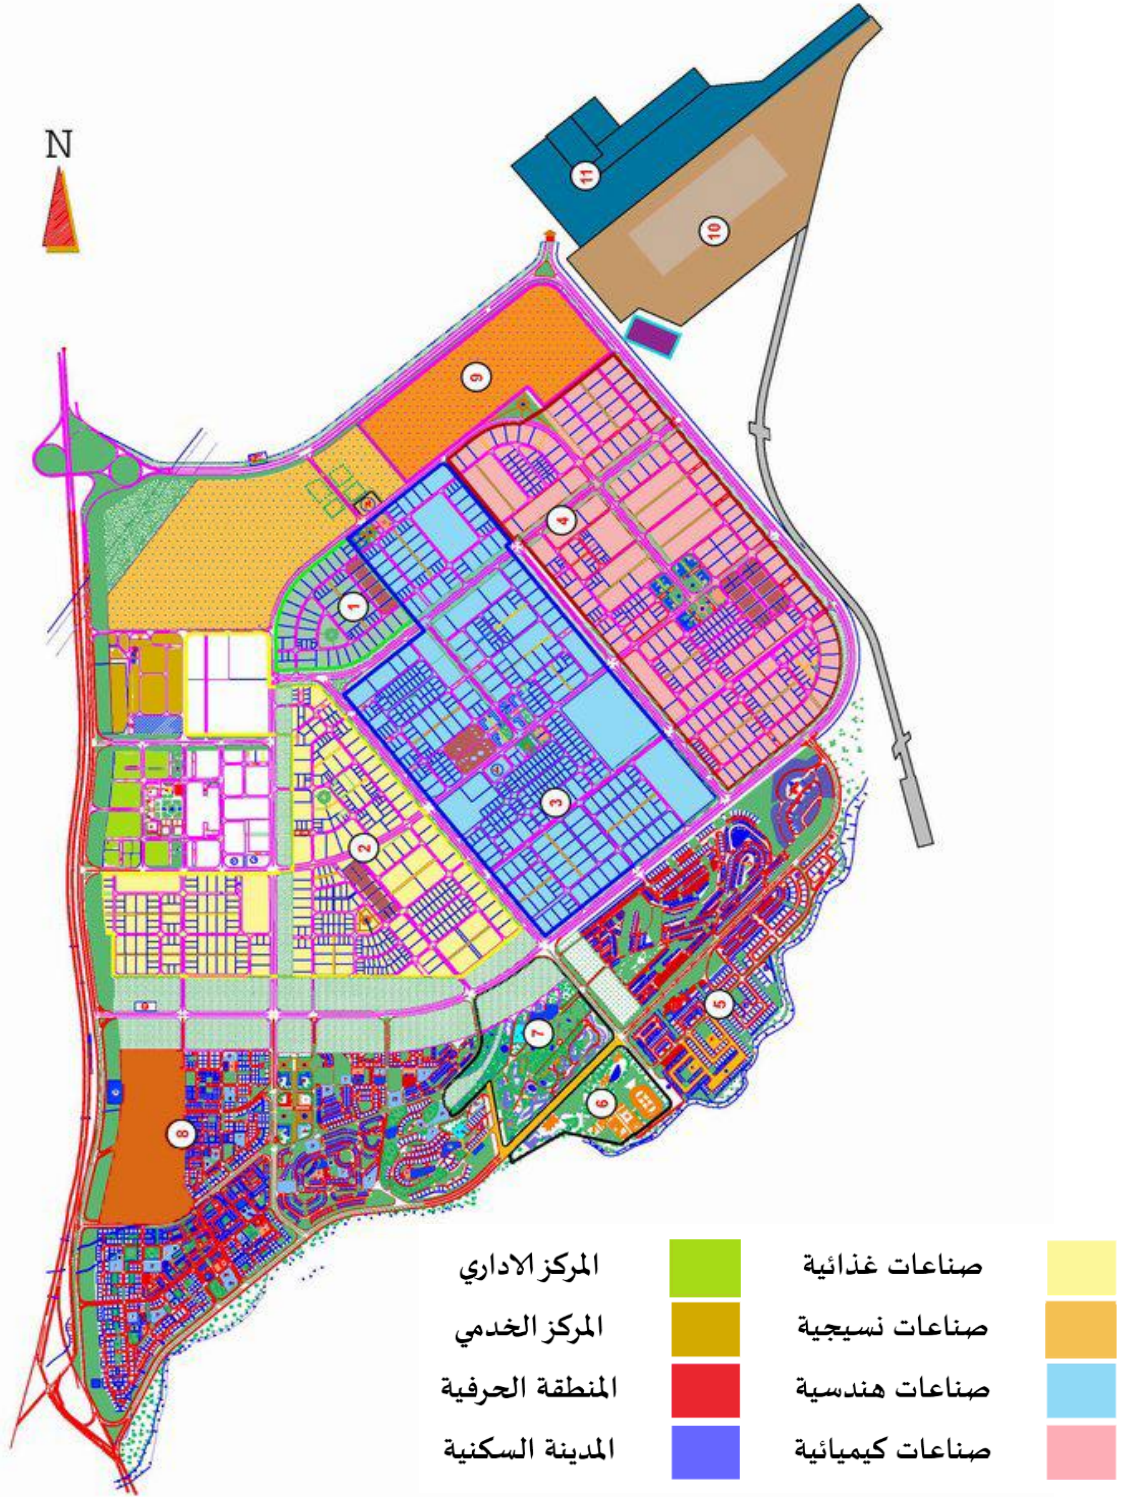 N
11
10
9
4
1
3
2
7
5
6
8
صناعات غذائية
المركز الاداري
صناعات نسيجية
المركز الخدمي
صناعات هندسية
المنطقة الحرفية
صناعات كيميائية
المدينة السكنية